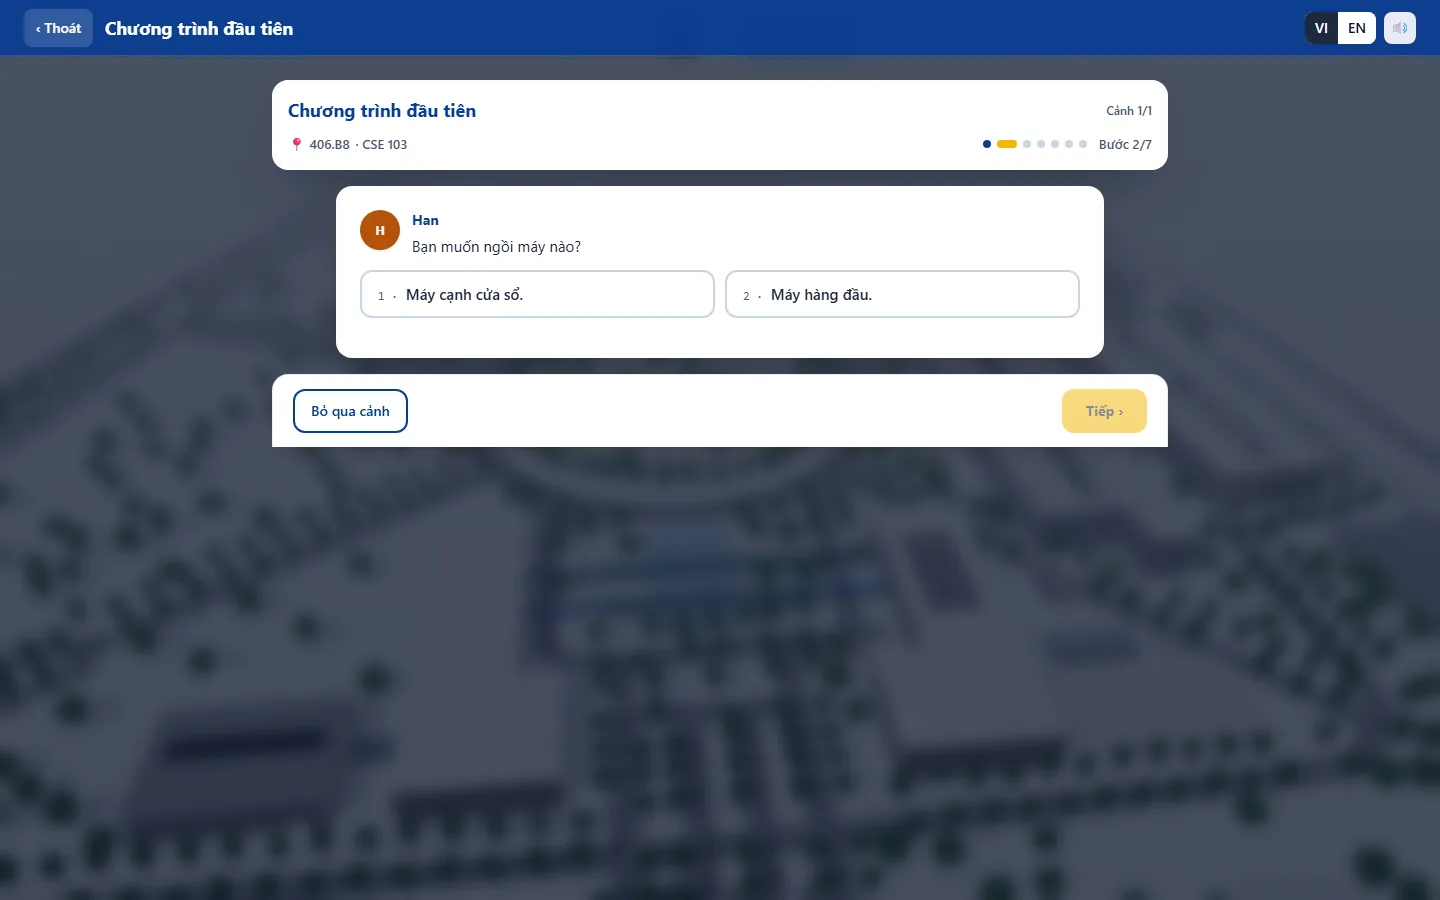 ‹ Thoát
Chương trình đầu tiên
VI EN
Chương trình đầu tiên
Cảnh 1/1
406.B8 · CSE 103
Bước 2/7
H
Han
Bạn muốn ngồi máy nào?
1 · Máy cạnh cửa sổ.
2 · Máy hàng đầu.
Bỏ qua cảnh
Tiếp ›